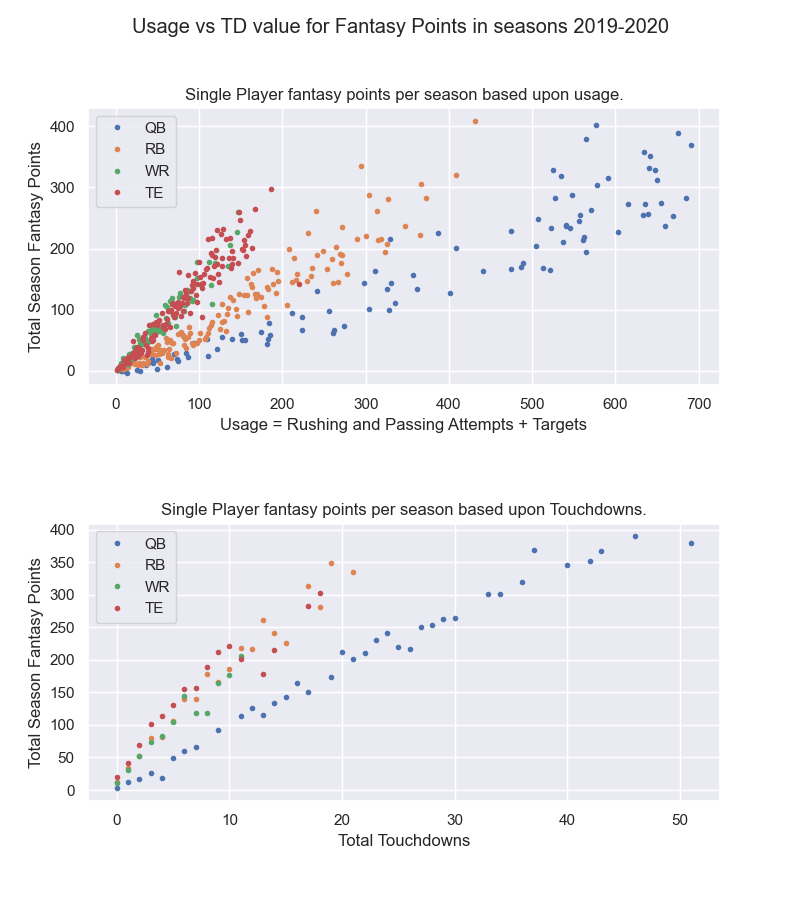 Usage vs TD value for Fantasy Points in seasons 2019-2020
Single Player fantasy points per season based upon usage.
Total Season Fantasy Points
400
300
200
100
0
QB
RB
WR
TE
0 100 200 300 400 500 600 700
Usage = Rushing and Passing Attempts + Targets
Single Player fantasy points per season based upon Touchdowns.
Total Season Fantasy Points
400
350
300
250
200
150
100
50
0
QB
RB
WR
TE
0 10 20 30 40 50
Total Touchdowns